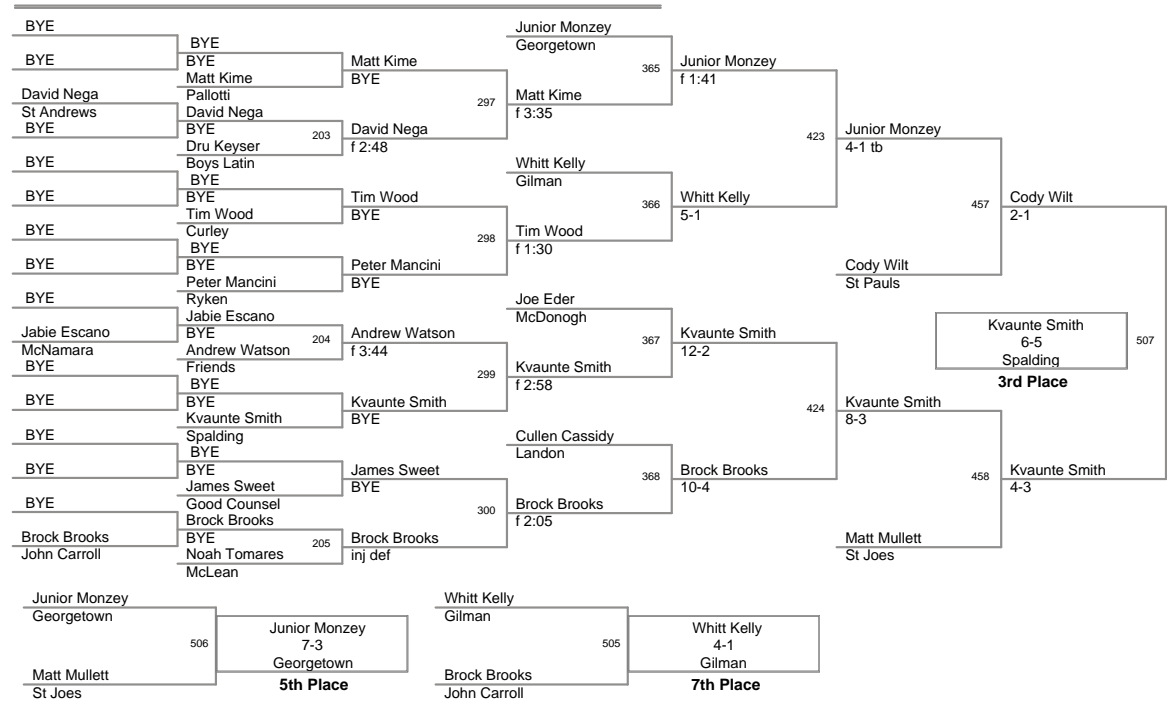 BYE
BYE
David Nega
St Andrews
BYE
BYE
BYE
BYE
BYE
BYE
Jabie Escano
McNamara
BYE
BYE
BYE
BYE
BYE
Brock Brooks
John Carroll
BYE
BYE
Matt Kime
Pallotti
David Nega
BYE
203
Dru Keyser
Boys Latin
BYE
BYE
Tim Wood
Curley
BYE
BYE
Peter Mancini
Ryken
Jabie Escano
BYE
204
Andrew Watson
Friends
BYE
BYE
Kvaunte Smith
Spalding
BYE
BYE
James Sweet
Good Counsel
Brock Brooks
BYE
205
Noah Tomares
McLean
Matt Kime
BYE
297
David Nega
f 2:48
Tim Wood
BYE
298
Peter Mancini
BYE
Andrew Watson
f 3:44
299
Kvaunte Smith
BYE
James Sweet
BYE
300
Brock Brooks
inj def
Junior Monzey
Georgetown
365
Matt Kime
f 3:35
Whitt Kelly
Gilman
366
Tim Wood
f 1:30
Joe Eder
McDonogh
367
Kvaunte Smith
f 2:58
Cullen Cassidy
Landon
368
Brock Brooks
f 2:05
Junior Monzey
f 1:41
423
Whitt Kelly
5-1
Kvaunte Smith
12-2
424
Brock Brooks
10-4
Junior Monzey
4-1 tb
457
Cody Wilt
St Pauls
Kvaunte Smith
8-3
458
Matt Mullett
St Joes
Cody Wilt
2-1
Kvaunte Smith
6-5
Spalding
507
3rd Place
Kvaunte Smith
4-3
Junior Monzey
Georgetown
506
Matt Mullett
St Joes
Junior Monzey
7-3
Georgetown
5th Place
Whitt Kelly
Gilman
505
Brock Brooks
John Carroll
Whitt Kelly
4-1
Gilman
7th Place